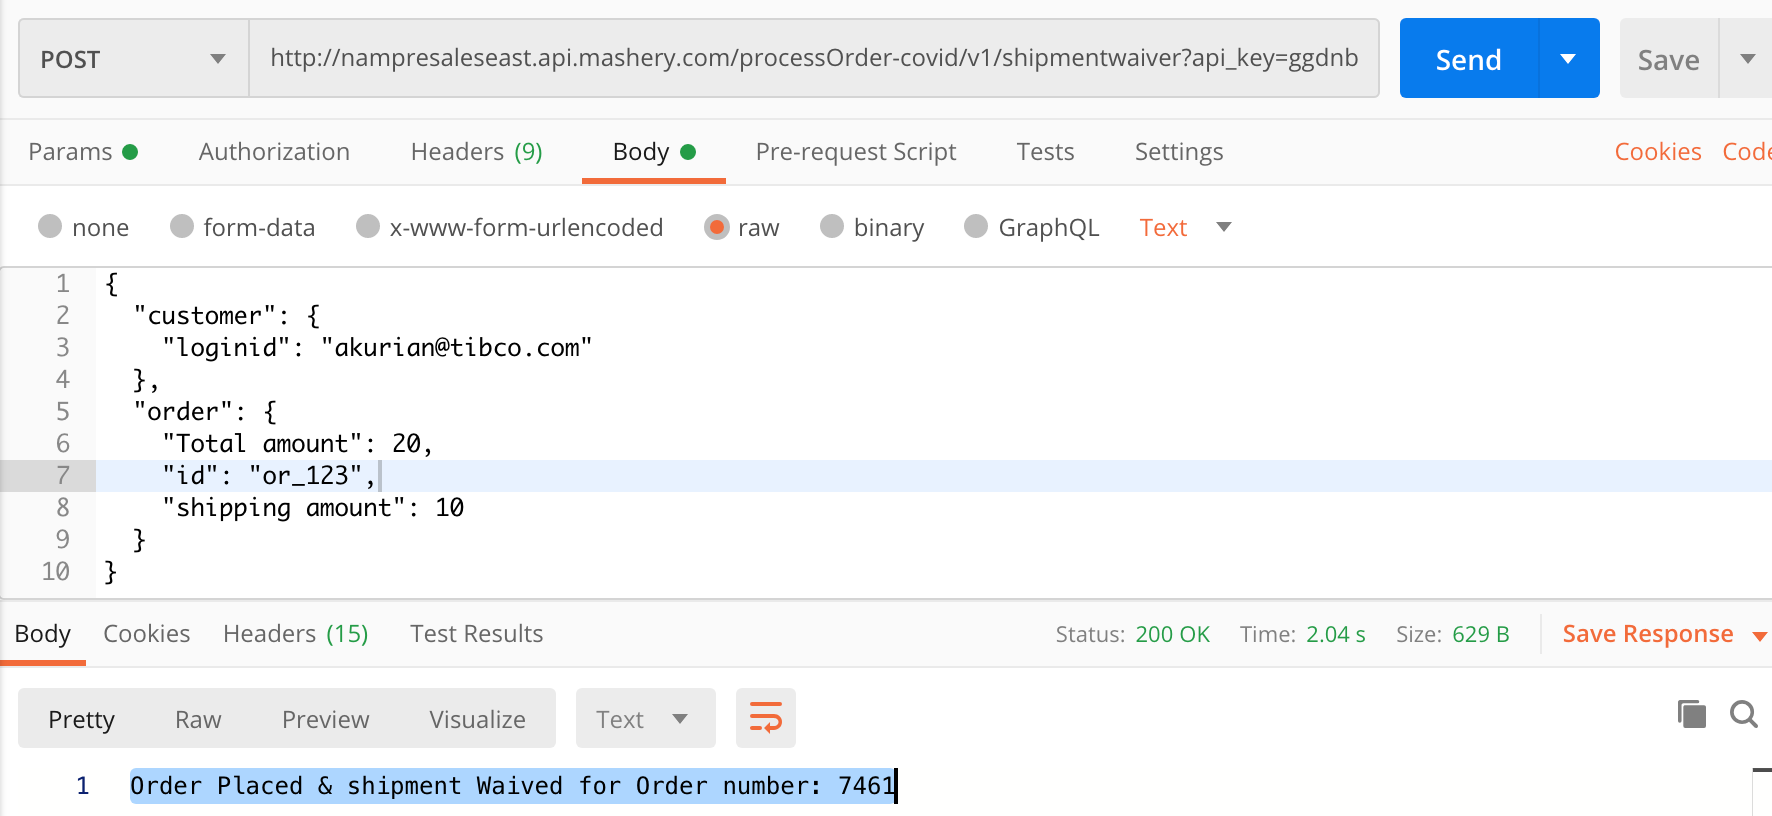 POST http://nampresaleseast.api.mashery.com/processOrder-covid/v1/shipmentwaiver?api_key=ggdnb Send Save
Params Authorization Headers (9) Body Pre-request Script Tests Settings Cookies Code
none form-data x-www-form-urlencoded raw binary GraphQL Text
1 {
2 "customer": {
3 "loginid": "akurian@tibco.com"
4 },
5 "order": {
6 "Total amount": 20,
7 "id": "or_123",
8 "shipping amount": 10
9 }
10 }
Body Cookies Headers (15) Test Results Status: 200 OK Time: 2.04 s Size: 629 B Save Response
Pretty Raw Preview Visualize Text
1 Order Placed & shipment Waived for Order number: 7461